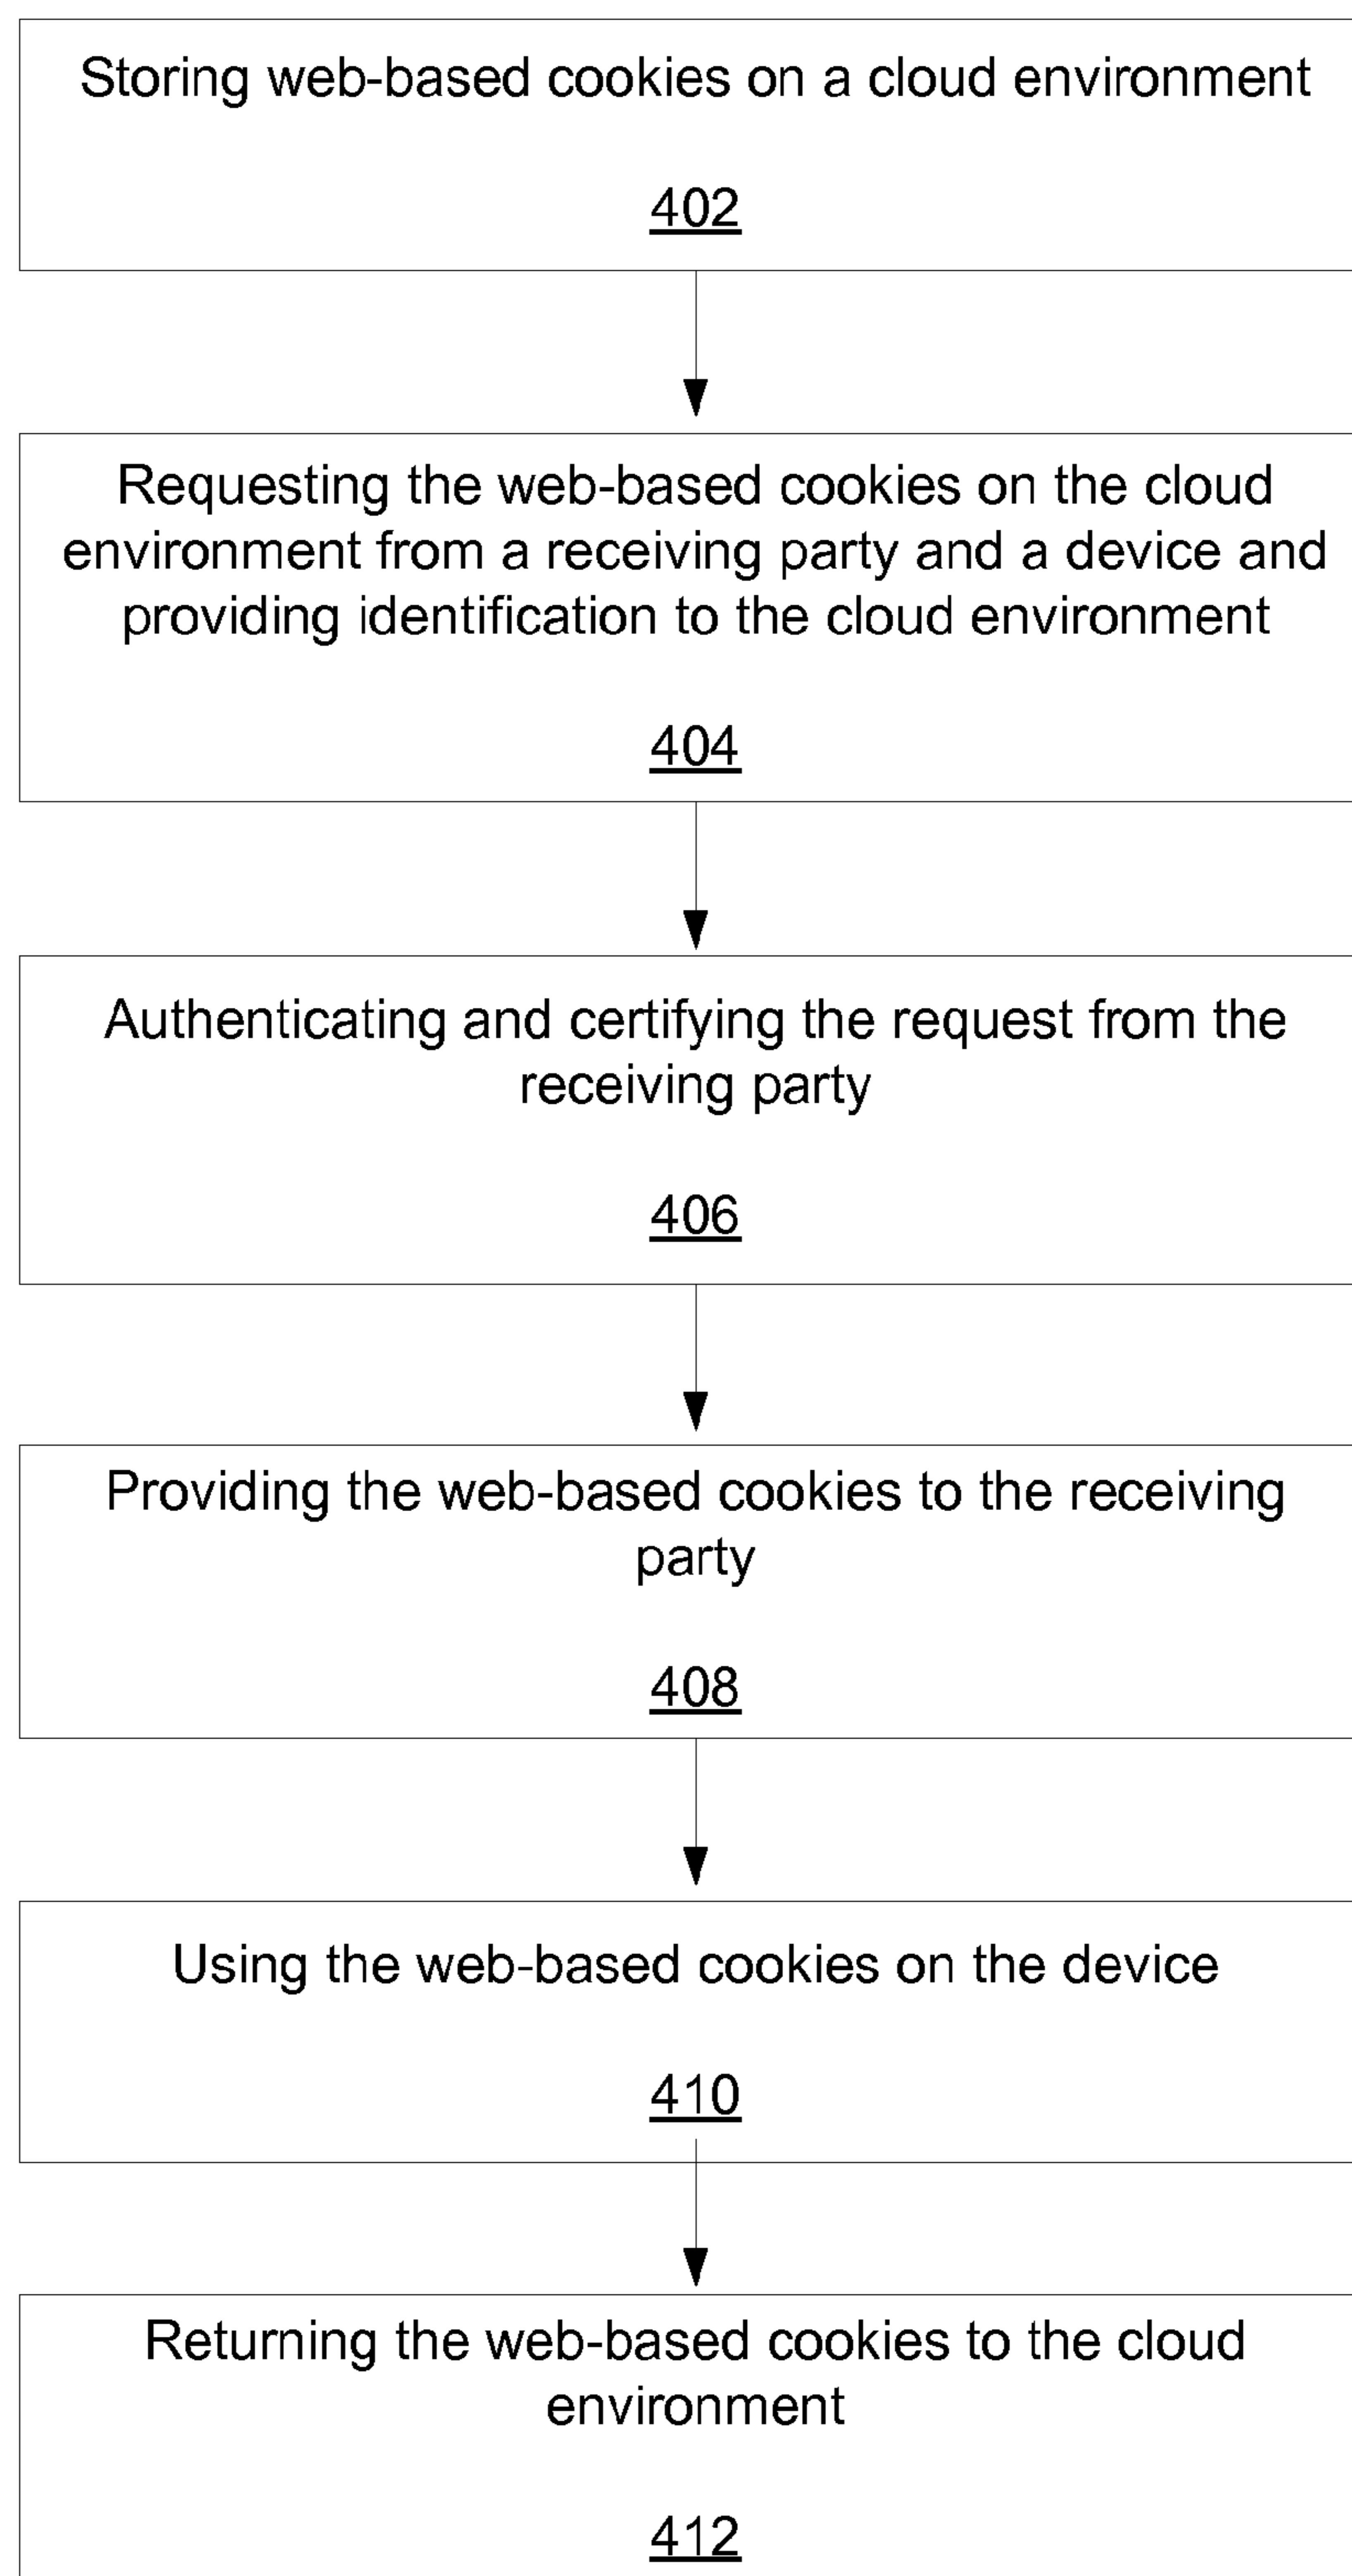 Storing web-based cookies on a cloud environment
402
Requesting the web-based cookies on the cloud
environment from a receiving party and a device and
providing identification to the cloud environment
404
Authenticating and certifying the request from the
receiving party
406
Providing the web-based cookies to the receiving
party
408
Using the web-based cookies on the device
410
Returning the web-based cookies to the cloud
environment
412